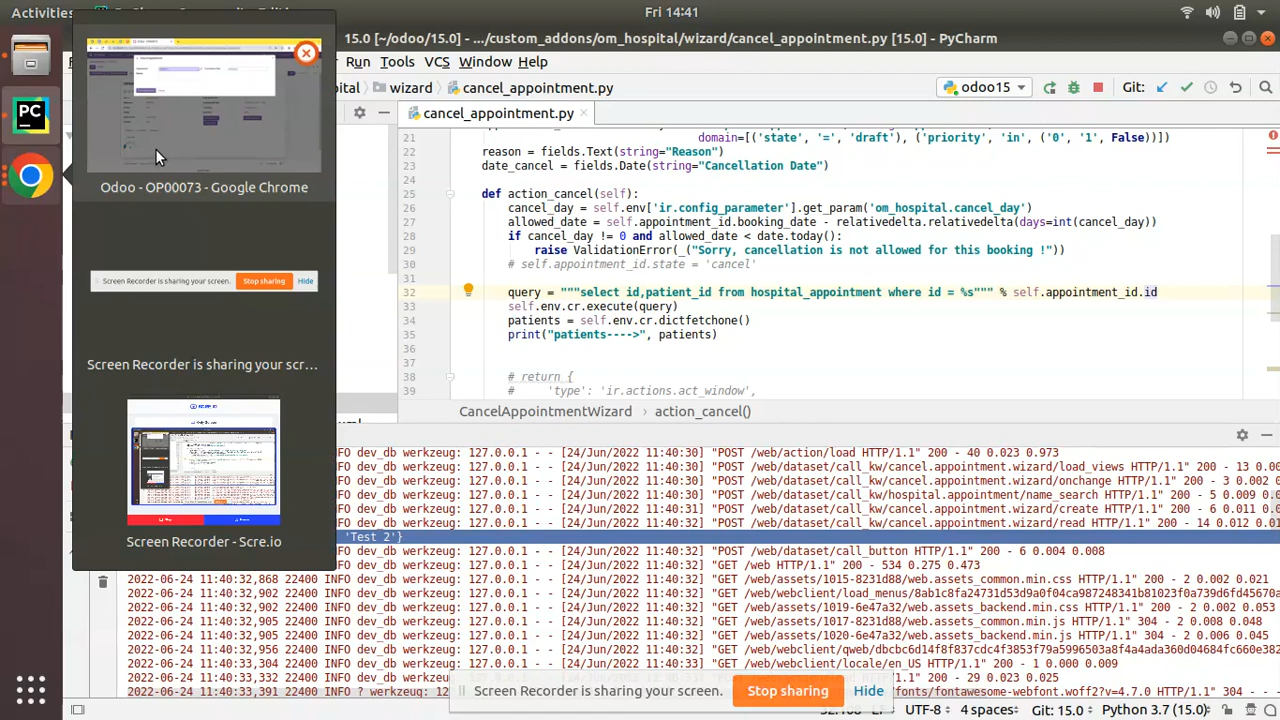 Activities
Fri 14:41
[~/odoo/15.0] - .../custom
m_hospital/wizard/cancel_appointment.py [15.0] - PyCharm
Run Tools VCS Window Help
wizard
cancel_appointment.py
odoo15
Git:
cancel_appointment.py
Odoo - OP00073 - Google Chrome
Screen Recorder is sharing your screen.
Stop sharing
Hide
Screen Recorder is sharing your scr...
Screen Recorder - Scre.io
21
domain=[('state', '=', 'draft'), ('priority', 'in', ('0', '1', False))])
22 reason = fields.Text(string="Reason")
23 date_cancel = fields.Date(string="Cancellation Date")
24
25 def action_cancel(self):
26 cancel_day = self.env['ir.config_parameter'].get_param('om_hospital.cancel_day')
27 allowed_date = self.appointment_id.booking_date - relativedelta.relativedelta(days=int(cancel_day))
28 if cancel_day != 0 and allowed_date < date.today():
29 raise ValidationError(_("Sorry, cancellation is not allowed for this booking !"))
30 # self.appointment_id.state = 'cancel'
31
32 query = """select id,patient_id from hospital_appointment where id = %s""" % self.appointment_id.id
33 self.env.cr.execute(query)
34 patients = self.env.cr.dictfetchone()
35 print("patients---->", patients)
36
38 # return {
39 # 'type': 'ir.actions.act_window',
CancelAppointmentWizard
action_cancel()
FO dev_db werkzeug: 127.0.0.1 - - [24/Jun/2022 11:40:30] "POST /web/action/load HTTP/1.1" 200 - 40 0.023 0.973
FO dev_db werkzeug: 127.0.0.1 - - [24/Jun/2022 11:40:30] "POST /web/dataset/call_kw/cancel.appointment.wizard/load_views HTTP/1.1" 200 - 13 0.00
FO dev_db werkzeug: 127.0.0.1 - - [24/Jun/2022 11:40:30] "POST /web/dataset/call_kw/cancel.appointment.wizard/onchange HTTP/1.1" 200 - 3 0.002 0
FO dev_db werkzeug: 127.0.0.1 - - [24/Jun/2022
"POST /web/dataset/call_kw/hospital.appointment/name_search HTTP/1.1" 200 - 5 0.009 0
FO dev_db werkzeug: 127.0.0.1 - - [24/Jun/2022
"POST /web/dataset/call_kw/cancel.appointment.wizard/create HTTP/1.1" 200 - 6 0.011 0.0
FO dev_db werkzeug: 127.0.0.1 - - [24/Jun/2022 11:40:32] "POST /web/dataset/call_kw/cancel.appointment.wizard/read HTTP/1.1" 200 - 14 0.012 0.01
'Test 2'}
FO dev_db werkzeug: 127.0.0.1 - - [24/Jun/2022 11:40:32] "POST /web/dataset/call_button HTTP/1.1" 200 - 6 0.004 0.008
FO dev_db werkzeug: 127.0.0.1 - - [24/Jun/2022 11:40:32] "GET /web HTTP/1.1" 200 - 534 0.275 0.473
2022-06-24 11:40:32,868 22400 INFO dev_db werkzeug: 127.0.0.1 - - [24/Jun/2022 11:40:32] "GET /web/assets/1015-8231d88/web.assets_common.min.css HTTP/1.1" 200 - 2 0.002 0.021
2022-06-24 11:40:32,902 22400 INFO dev_db werkzeug: 127.0.0.1 - - [24/Jun/2022 11:40:32] "GET /web/webclient/load_menus/8ab1c8fa24731d53d9a0f04ca987248341b81023f0a739d6fd45670a
2022-06-24 11:40:32,902 22400 INFO dev_db werkzeug: 127.0.0.1 - - [24/Jun/2022 11:40:32] "GET /web/assets/1019-6e47a32/web.assets_backend.min.css HTTP/1.1" 200 - 2 0.002 0.053
2022-06-24 11:40:32,914 22400 INFO dev_db werkzeug: 127.0.0.1 - - [24/Jun/2022 11:40:32] "GET /web/assets/1017-8231d88/web.assets_common.min.js HTTP/1.1" 304 - 2 0.008 0.048
2022-06-24 11:40:32,924 22400 INFO dev_db werkzeug: 127.0.0.1 - - [24/Jun/2022 11:40:32] "GET /web/assets/1020-6e47a32/web.assets_backend.min.js HTTP/1.1" 304 - 2 0.006 0.045
2022-06-24 11:40:32,956 22400 INFO dev_db werkzeug: 127.0.0.1 - - [24/Jun/2022 11:40:32] "GET
2022-06-24 11:40:33,304 22400 INFO dev_db werkzeug: 127.0.0.1 - - [24/Jun/2022 11:40:33] "GET /web/webclient/locale/en_US HTTP/1.1" 200 - 1 0.000 0.009
2022-06-24 11:40:33,332 22400 INFO dev_db werkzeug: 127.0.0.1 - -
200 - 29 0.023 0.025
2022-06-24 11:40:33,391 22400 INFO ? werkzeug: 12
fonts/fontawesome-webfont.woff2?v=4.7.0 HTTP/1.1" 304 - -
Screen Recorder is sharing your screen.
Stop sharing
Hide
UTF-8
4 spaces
Git: 15.0
Python 3.7 (15.0)